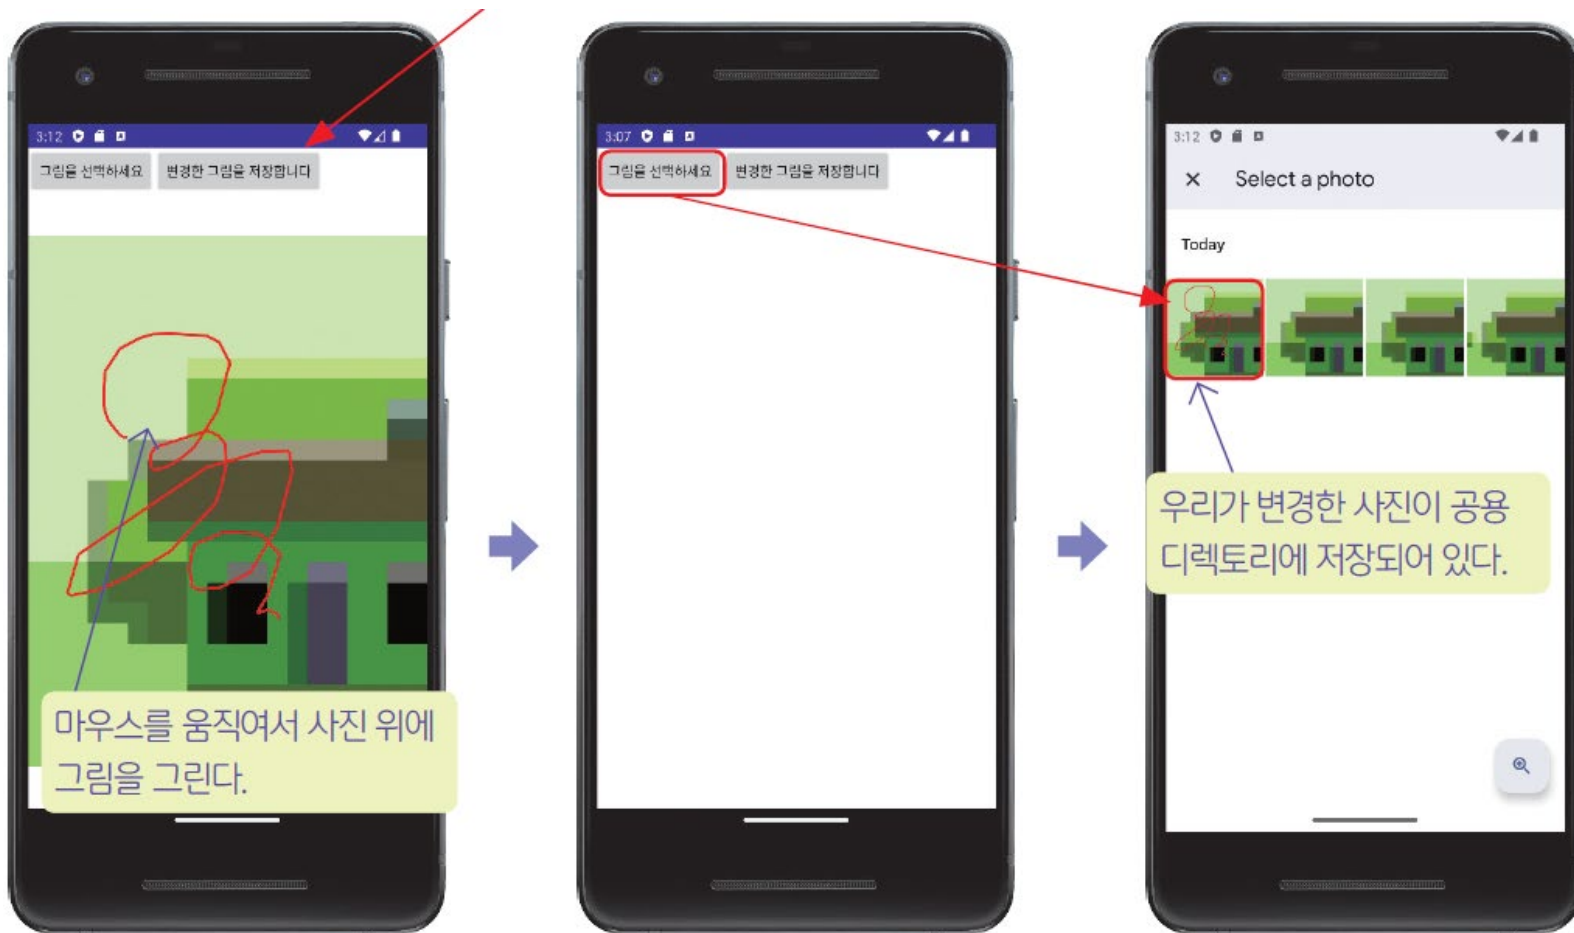 3:12
그림을 선택하세요
변경한 그림을 저장합니다
마우스를 움직여서 사진 위에
그림을 그린다.
3:07
그림을 선택하세요
변경한 그림을 저장합니다
3:12
Select a photo
Today
우리가 변경한 사진이 공용
디렉토리에 저장되어 있다.